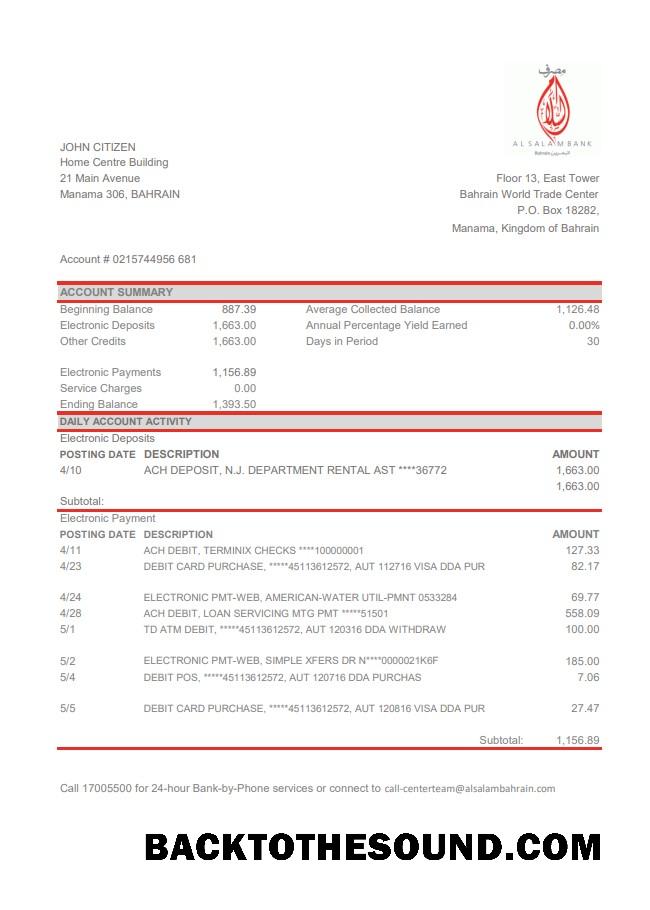 مصرف
AL SALAM BANK
البحرين Bahrain
JOHN CITIZEN
Home Centre Building
21 Main Avenue
Manama 306, BAHRAIN
Floor 13, East Tower
Bahrain World Trade Center
P.O. Box 18282,
Manama, Kingdom of Bahrain
Account # 0215744956 681
ACCOUNT SUMMARY
Beginning Balance 887.39 Average Collected Balance 1,126.48
Electronic Deposits 1,663.00 Annual Percentage Yield Earned 0.00%
Other Credits 1,663.00 Days in Period 30
Electronic Payments 1,156.89
Service Charges 0.00
Ending Balance 1,393.50
DAILY ACCOUNT ACTIVITY
Electronic Deposits
POSTING DATE DESCRIPTION AMOUNT
4/10 ACH DEPOSIT, N.J. DEPARTMENT RENTAL AST ****36772 1,663.00
1,663.00
Subtotal:
Electronic Payment
POSTING DATE DESCRIPTION AMOUNT
4/11 ACH DEBIT, TERMINIX CHECKS ****100000001 127.33
4/23 DEBIT CARD PURCHASE, *****45113612572, AUT 112716 VISA DDA PUR 82.17
4/24 ELECTRONIC PMT-WEB, AMERICAN-WATER UTIL-PMNT 0533284 69.77
4/28 ACH DEBIT, LOAN SERVICING MTG PMT *****51501 558.09
5/1 TD ATM DEBIT, *****45113612572, AUT 120316 DDA WITHDRAW 100.00
5/2 ELECTRONIC PMT-WEB, SIMPLE XFERS DR N****0000021K6F 185.00
5/4 DEBIT POS, *****45113612572, AUT 120716 DDA PURCHAS 7.06
5/5 DEBIT CARD PURCHASE, *****45113612572, AUT 120816 VISA DDA PUR 27.47
Subtotal: 1,156.89
Call 17005500 for 24-hour Bank-by-Phone services or connect to call-centerteam@alsalambahrain.com
BACKTOTHESOUND.COM